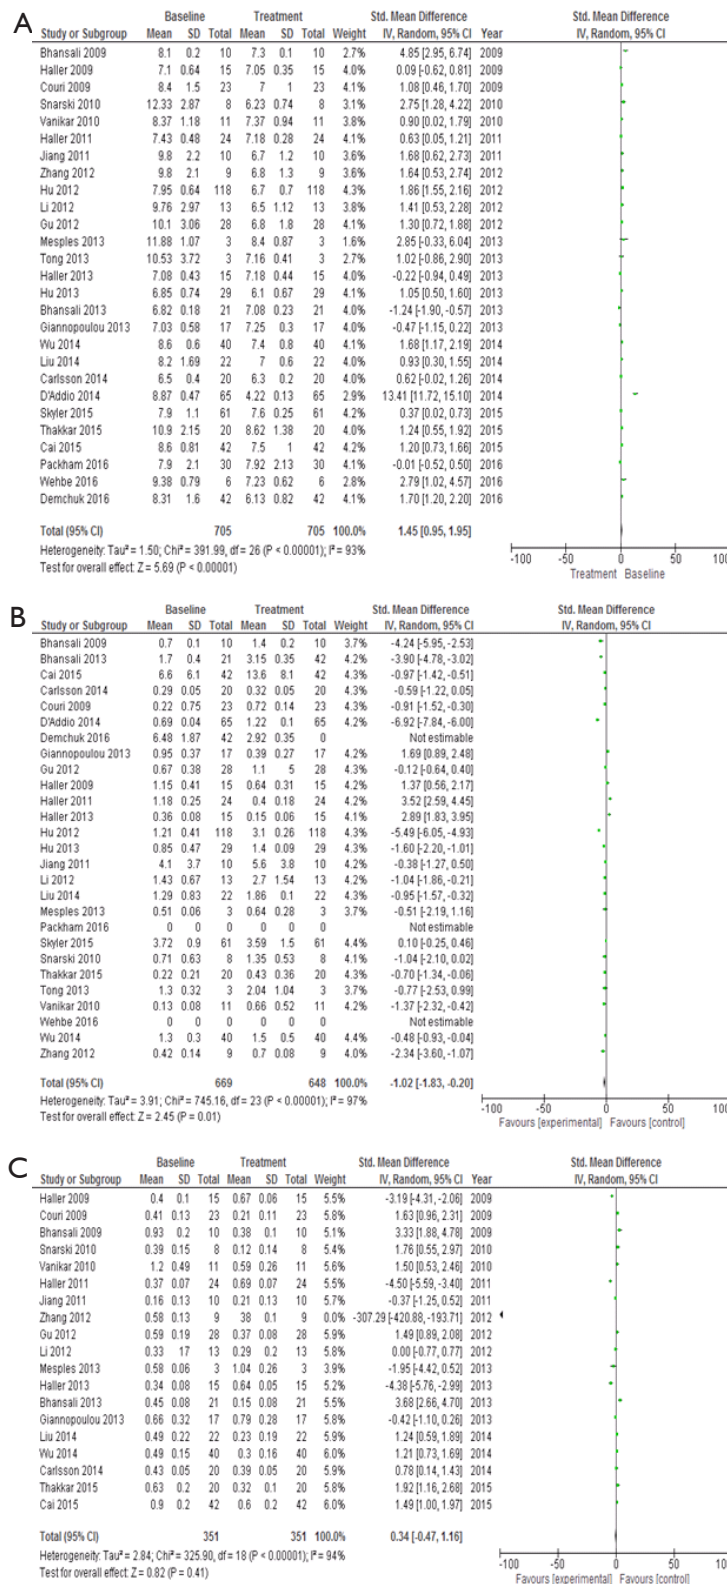 A
Baseline Treatment Std. Mean Difference Std. Mean Difference
Study or Subgroup Mean SD Total Mean SD Total Weight IV, Random, 95% CI Year IV, Random, 95% CI
Bhansali 2009 8.1 0.2 10 7.3 0.1 10 2.7% 4.85 [2.95, 6.74] 2009
Haller 2009 7.1 0.64 15 7.05 0.35 15 4.0% 0.09 [-0.62, 0.81] 2009
Couri 2009 8.4 1.5 23 7 1 23 4.0% 1.08 [0.46, 1.70] 2009
Snarski 2010 12.33 2.87 8 6.23 0.74 8 3.2% 2.75 [1.28, 4.22] 2010
Vanikar 2010 8.37 1.18 11 7.37 0.94 11 3.8% 0.90 [0.02, 1.79] 2010
Haller 2011 7.43 0.48 24 7.18 0.28 24 4.0% 0.63 [0.05, 1.21] 2011
Jiang 2011 9.8 2.2 10 6.7 1.2 10 3.7% 1.68 [0.62, 2.73] 2011
Zhang 2012 9.8 2.1 9 6.8 1.3 9 3.6% 1.64 [0.53, 2.74] 2012
Hu 2012 7.95 0.64 118 6.7 0.7 118 4.2% 1.86 [1.55, 2.16] 2012
Li 2012 9.76 2.97 13 6.5 1.12 13 3.8% 1.41 [0.53, 2.28] 2012
Gu 2012 10.1 3.06 28 6.8 1.8 28 4.0% 1.30 [0.72, 1.88] 2012
Mesples 2013 11.88 1.07 3 8.4 0.87 3 1.6% 2.85 [-0.33, 6.04] 2013
Tong 2013 10.53 3.72 3 7.16 0.41 3 2.7% 1.02 [-0.86, 2.90] 2013
Haller 2013 7.08 0.43 15 7.18 0.44 15 4.0% -0.22 [-0.94, 0.49] 2013
Hu 2013 6.85 0.74 29 6.1 0.67 29 4.1% 1.05 [0.50, 1.60] 2013
Bhansali 2013 6.82 0.18 21 7.08 0.23 21 4.0% -1.24 [-1.90, -0.57] 2013
Giannopoulou 2013 7.03 0.58 17 7.25 0.3 17 4.0% -0.47 [-1.15, 0.22] 2013
Wu 2014 8.6 0.6 40 7.4 0.8 40 4.1% 1.68 [1.17, 2.19] 2014
Liu 2014 8.2 1.69 22 7 0.6 22 4.0% 0.93 [0.30, 1.55] 2014
Carlsson 2014 6.5 0.4 20 6.3 0.2 20 4.0% 0.62 [-0.02, 1.26] 2014
D'Addio 2014 8.87 0.47 65 4.22 0.13 65 2.9% 13.41 [11.72, 15.10] 2014
Skyler 2015 7.9 1.1 61 7.6 0.25 61 4.2% 0.37 [0.02, 0.73] 2015
Thakkar 2015 10.9 2.15 20 8.62 1.38 20 4.0% 1.24 [0.55, 1.92] 2015
Cai 2015 8.6 0.81 42 7.5 1 42 4.1% 1.20 [0.73, 1.66] 2015
Packham 2016 7.9 2.1 30 7.92 2.13 30 4.1% -0.01 [-0.52, 0.50] 2016
Wehbe 2016 9.38 0.79 6 7.23 0.62 6 2.9% 2.79 [1.02, 4.57] 2016
Demchuk 2016 8.31 1.6 42 6.13 0.82 42 4.1% 1.70 [1.20, 2.20] 2016
Total (95% CI) 705 705 100.0% 1.45 [0.95, 1.95]
Heterogeneity: Tau² = 1.50; Chi² = 391.99, df = 26 (P < 0.00001); I² = 93%
Test for overall effect: Z = 5.69 (P < 0.00001)
-100 -50 0 50 100
Treatment Baseline
B
Baseline Treatment Std. Mean Difference Std. Mean Difference
Study or Subgroup Mean SD Total Mean SD Total Weight IV, Random, 95% CI IV, Random, 95% CI
Bhansali 2009 0.7 0.1 10 1.4 0.2 10 3.7% -4.24 [-5.95, -2.53]
Bhansali 2013 1.7 0.4 21 3.15 0.35 42 4.2% -3.90 [-4.78, -3.02]
Cai 2015 6.6 6.1 42 13.6 8.1 42 4.3% -0.97 [-1.42, -0.51]
Carlsson 2014 0.29 0.05 20 0.32 0.05 20 4.3% -0.59 [-1.22, 0.05]
Couri 2009 0.22 0.75 23 0.72 0.14 23 4.3% -0.91 [-1.52, -0.30]
D'Addio 2014 0.69 0.04 65 1.22 0.1 65 4.2% -6.92 [-7.84, -6.00]
Demchuk 2016 6.48 1.87 42 2.92 0.35 0 Not estimable
Giannopoulou 2013 0.95 0.37 17 0.39 0.27 17 4.2% 1.69 [0.89, 2.48]
Gu 2012 0.67 0.38 28 1.1 5 28 4.3% -0.12 [-0.64, 0.40]
Haller 2009 1.15 0.41 15 0.64 0.31 15 4.2% 1.37 [0.56, 2.17]
Haller 2011 1.18 0.25 24 0.4 0.18 24 4.2% 3.52 [2.59, 4.45]
Haller 2013 0.36 0.08 15 0.15 0.06 15 4.1% 2.89 [1.83, 3.95]
Hu 2012 1.21 0.41 118 3.1 0.26 118 4.3% -5.49 [-6.05, -4.93]
Hu 2013 0.85 0.47 29 1.4 0.09 29 4.3% -1.60 [-2.20, -1.01]
Jiang 2011 4.1 3.7 10 5.6 3.8 10 4.2% -0.38 [-1.27, 0.50]
Li 2012 1.43 0.67 13 2.7 1.54 13 4.2% -1.04 [-1.86, -0.21]
Liu 2014 1.29 0.83 22 1.86 0.1 22 4.3% -0.95 [-1.57, -0.32]
Mesples 2013 0.51 0.06 3 0.64 0.28 3 3.7% -0.51 [-2.19, 1.16]
Packham 2016 0 0 0 0 0 0 Not estimable
Skyler 2015 3.72 0.9 61 3.59 1.5 61 4.4% 0.10 [-0.25, 0.46]
Snarski 2010 0.71 0.63 8 1.35 0.53 8 4.1% -1.04 [-2.10, 0.02]
Thakkar 2015 0.22 0.21 20 0.43 0.36 20 4.3% -0.70 [-1.34, -0.06]
Tong 2013 1.3 0.32 3 2.04 1.04 3 3.6% -0.77 [-2.53, 0.99]
Vanikar 2010 0.13 0.08 11 0.66 0.52 11 4.2% -1.37 [-2.32, -0.42]
Wehbe 2016 0 0 0 0 0 0 Not estimable
Wu 2014 1.3 0.3 40 1.5 0.5 40 4.3% -0.48 [-0.93, -0.04]
Zhang 2012 0.42 0.14 9 0.7 0.08 9 4.0% -2.34 [-3.60, -1.07]
Total (95% CI) 669 648 100.0% -1.02 [-1.83, -0.20]
Heterogeneity: Tau² = 3.91; Chi² = 745.16, df = 23 (P < 0.00001); I² = 97%
Test for overall effect: Z = 2.45 (P = 0.01)
-100 -50 0 50 100
Favours [experimental] Favours [control]
C
Baseline Treatment Std. Mean Difference Std. Mean Difference
Study or Subgroup Mean SD Total Mean SD Total Weight IV, Random, 95% CI Year IV, Random, 95% CI
Haller 2009 0.4 0.1 15 0.67 0.06 15 5.5% -3.19 [-4.31, -2.06] 2009
Couri 2009 0.41 0.13 23 0.21 0.11 23 5.8% 1.63 [0.96, 2.31] 2009
Bhansali 2009 0.93 0.2 10 0.38 0.1 10 5.2% 3.33 [1.88, 4.78] 2009
Snarski 2010 0.39 0.15 8 0.12 0.14 8 5.4% 1.76 [0.55, 2.97] 2010
Vanikar 2010 1.2 0.49 11 0.59 0.26 11 5.6% 1.50 [0.53, 2.46] 2010
Haller 2011 0.37 0.07 24 0.69 0.07 24 5.5% -4.50 [-5.59, -3.40] 2011
Jiang 2011 0.16 0.13 10 0.21 0.13 10 5.7% -0.37 [-1.25, 0.52] 2011
Zhang 2012 0.58 0.13 9 38 0.1 9 0.0% -307.29 [-420.88, -193.71] 2012
Gu 2012 0.59 0.19 28 0.37 0.08 28 5.9% 1.49 [0.89, 2.08] 2012
Li 2012 0.33 17 13 0.29 0.2 13 5.7% 0.00 [-0.77, 0.77] 2012
Mesples 2013 0.58 0.06 3 1.04 0.26 3 4.1% -1.95 [-4.42, 0.52] 2013
Haller 2013 0.34 0.08 15 0.64 0.05 15 5.3% -4.38 [-5.76, -2.99] 2013
Bhansali 2013 0.45 0.08 21 0.15 0.08 21 5.6% 3.68 [2.66, 4.70] 2013
Giannopoulou 2013 0.66 0.32 17 0.79 0.28 17 5.8% -0.42 [-1.10, 0.26] 2013
Liu 2014 0.49 0.22 22 0.23 0.19 22 5.8% 1.24 [0.59, 1.89] 2014
Wu 2014 0.49 0.15 40 0.3 0.16 40 5.9% 1.21 [0.73, 1.69] 2014
Carlsson 2014 0.43 0.05 20 0.39 0.05 20 5.8% 0.78 [0.14, 1.43] 2014
Thakkar 2015 0.63 0.2 20 0.32 0.1 20 5.8% 1.92 [1.16, 2.68] 2015
Cai 2015 0.9 0.2 42 0.6 0.2 42 5.9% 1.49 [1.00, 1.97] 2015
Total (95% CI) 351 351 100.0% 0.34 [-0.47, 1.16]
Heterogeneity: Tau² = 2.84; Chi² = 325.90, df = 18 (P < 0.00001); I² = 94%
Test for overall effect: Z = 0.82 (P = 0.41)
-100 -50 0 50 100
Favours [experimental] Favours [control]